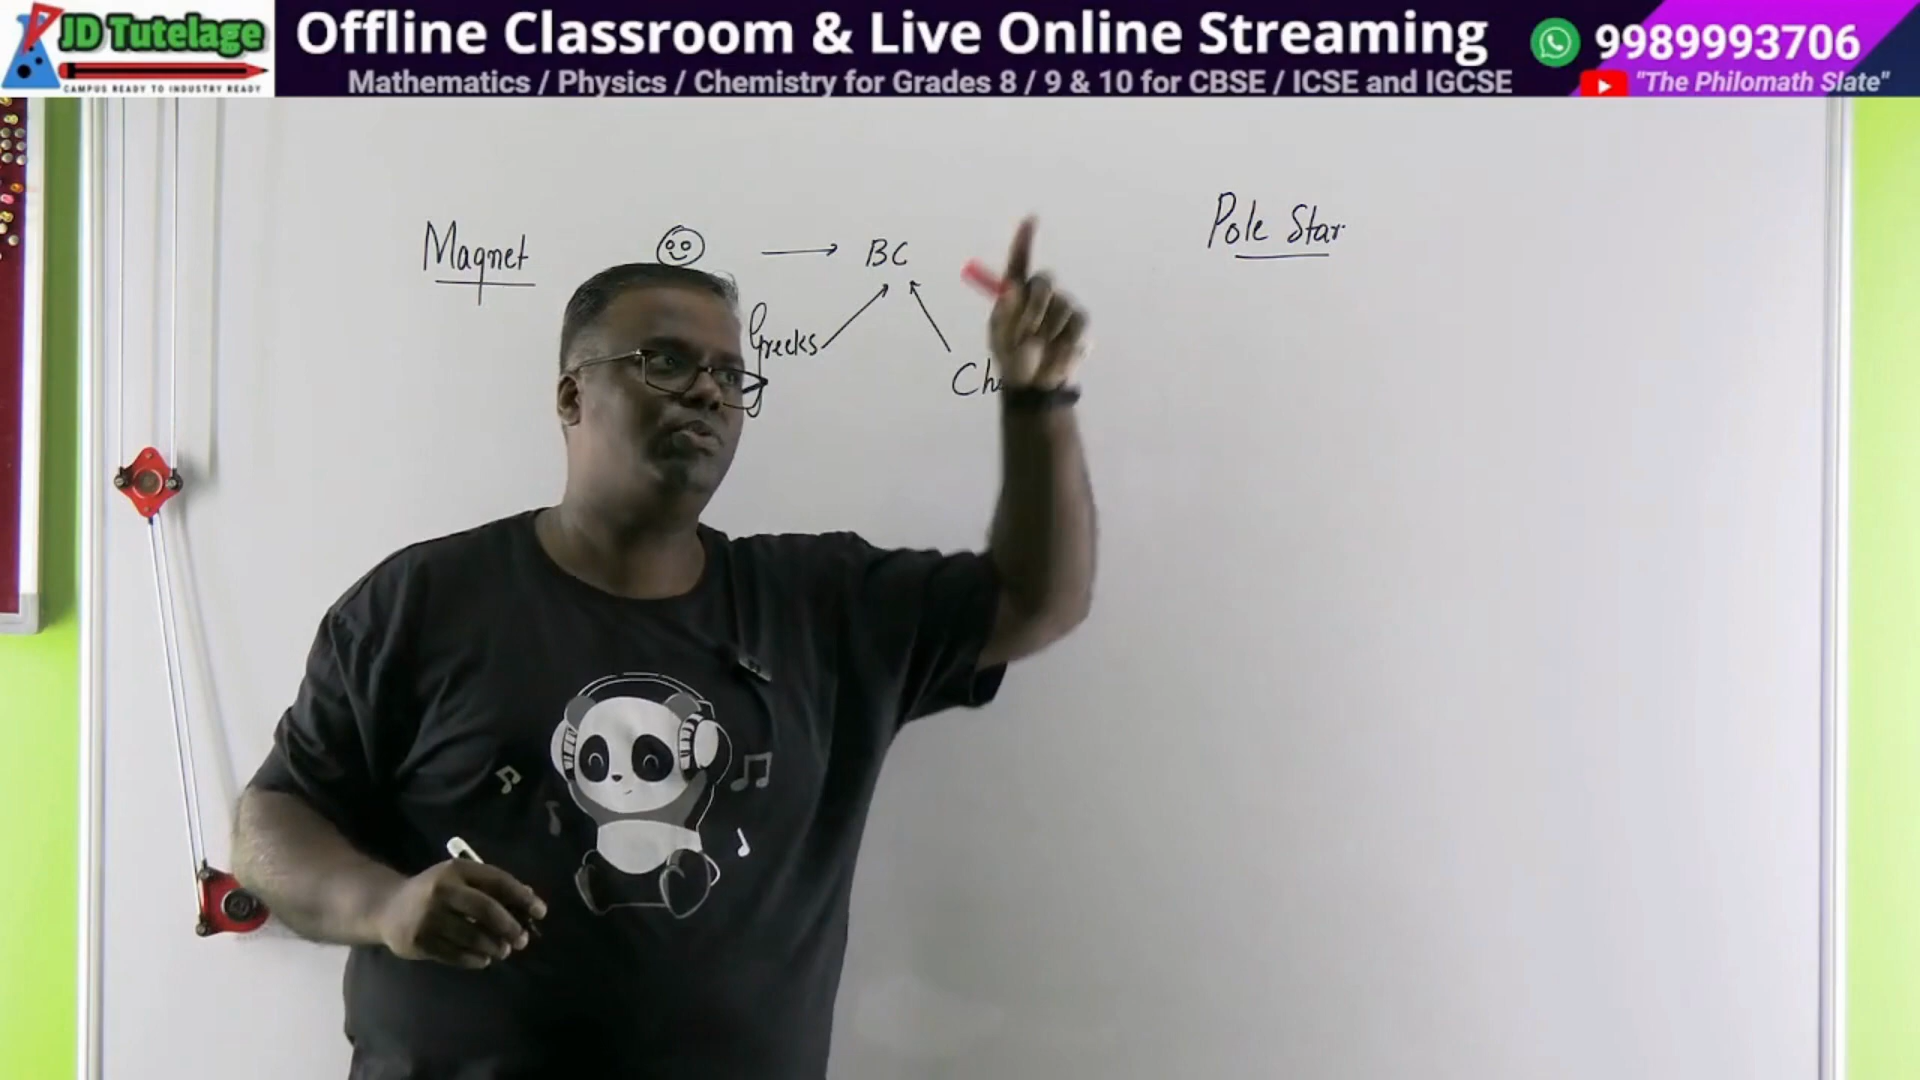 JD Tutelage
CAMPUS READY TO INDUSTRY READY
Offline Classroom & Live Online Streaming
Mathematics / Physics / Chemistry for Grades 8 / 9 & 10 for CBSE / ICSE and IGCSE
9989993706
"The Philomath Slate"
Magnet
BC
Pole Star
Greeks